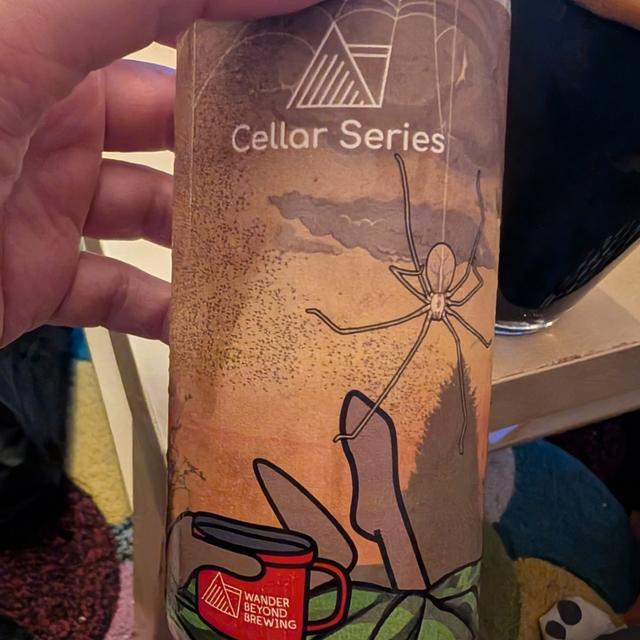 Cellar Series
WANDER
BEYOND
BREWING